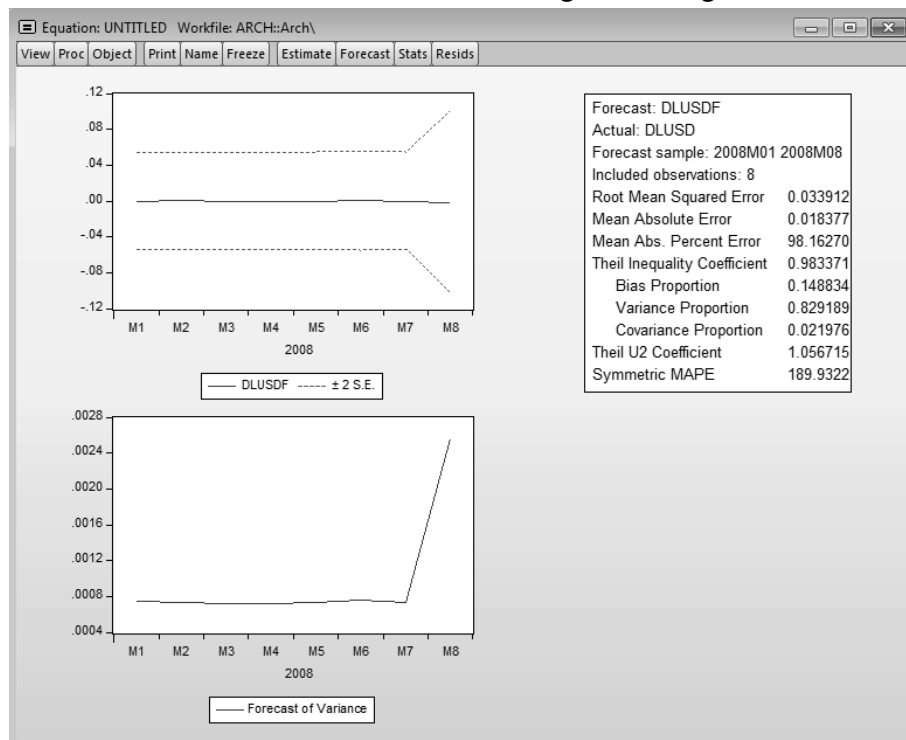 Equation: UNTITLED Workfile: ARCH::Arch\
View Proc Object Print Name Freeze Estimate Forecast Stats Resids
.12
.08
.04
.00
-.04
-.08
-.12
M1 M2 M3 M4 M5 M6 M7 M8
2008
DLUSDF ± 2 S.E.
Forecast: DLUSDF
Actual: DLUSD
Forecast sample: 2008M01 2008M08
Included observations: 8
Root Mean Squared Error 0.033912
Mean Absolute Error 0.018377
Mean Abs. Percent Error 98.16270
Theil Inequality Coefficient 0.983371
Bias Proportion 0.148834
Variance Proportion 0.829189
Covariance Proportion 0.021976
Theil U2 Coefficient 1.056715
Symmetric MAPE 189.9322
.0028
.0024
.0020
.0016
.0012
.0008
.0004
M1 M2 M3 M4 M5 M6 M7 M8
2008
Forecast of Variance